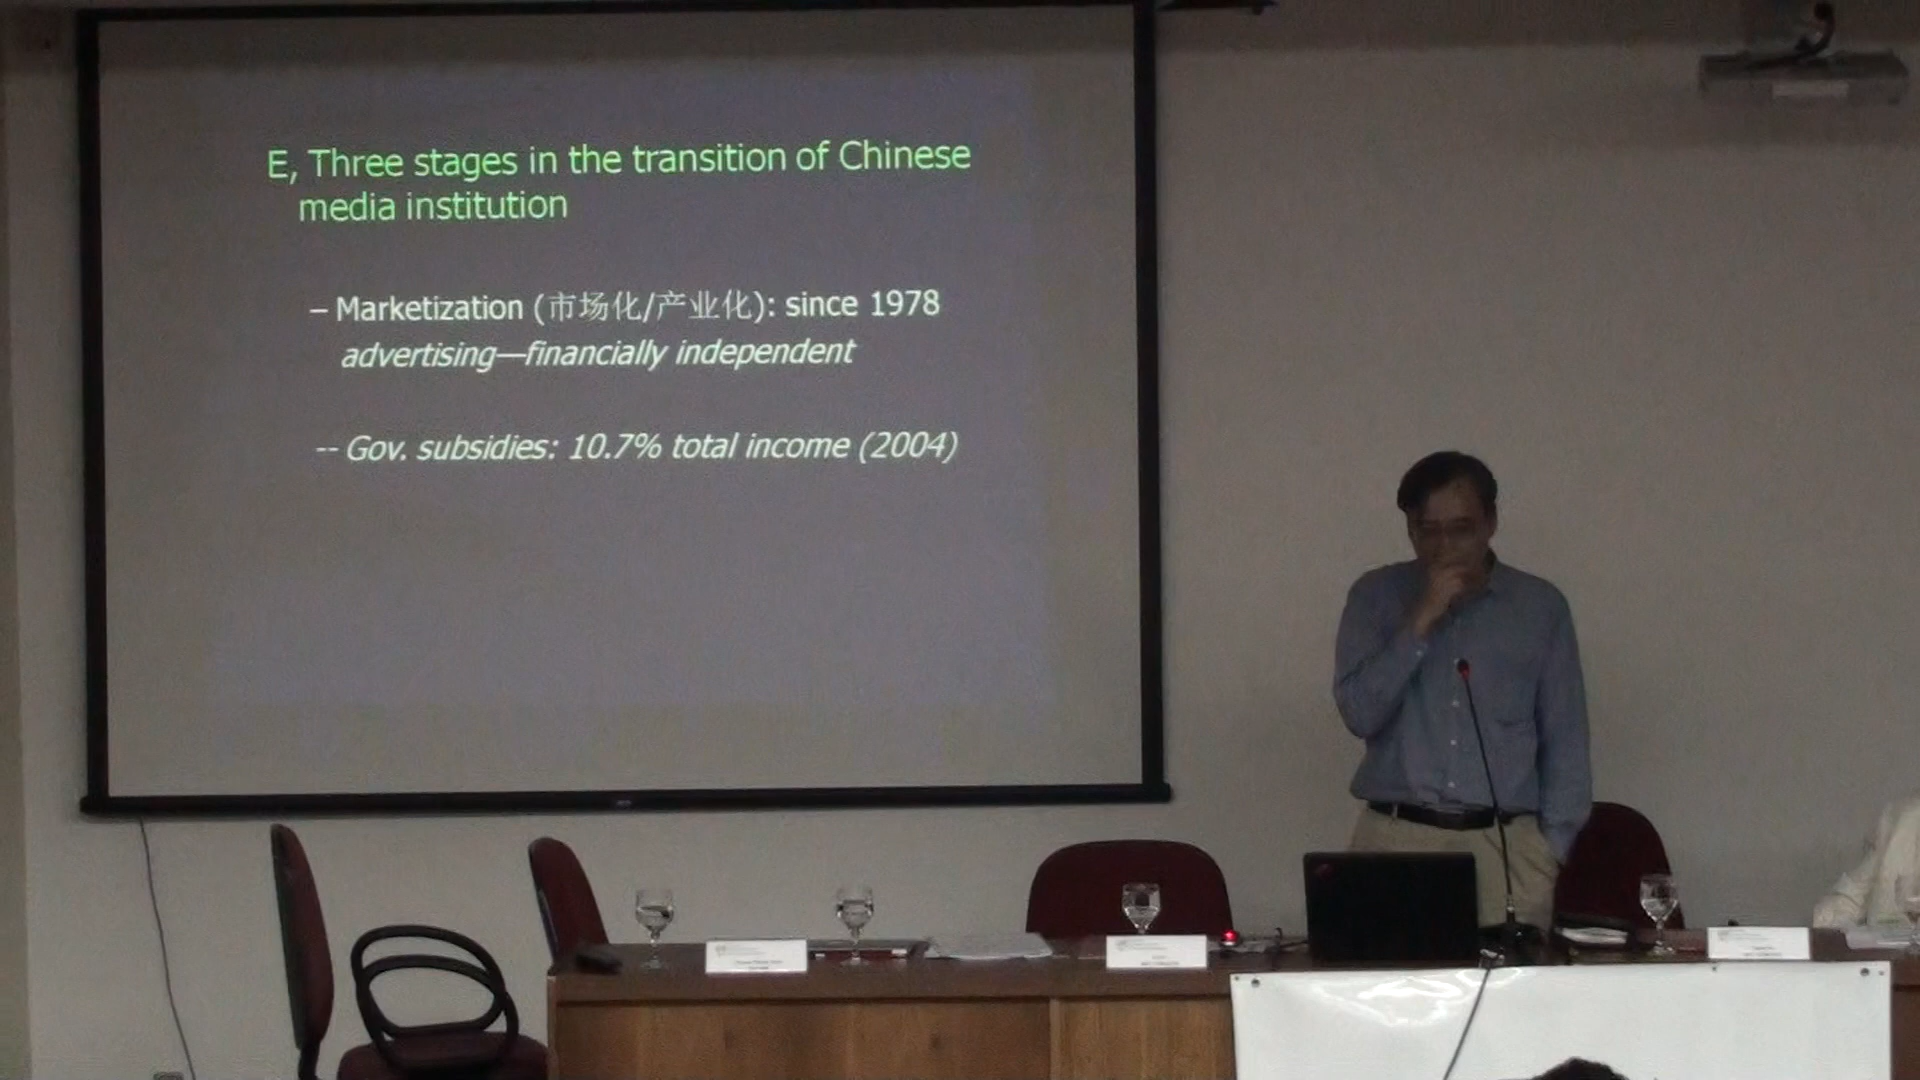 E, Three stages in the transition of Chinese
media institution
– Marketization (市场化/产业化): since 1978
advertising—financially independent
-- Gov. subsidies: 10.7% total income (2004)